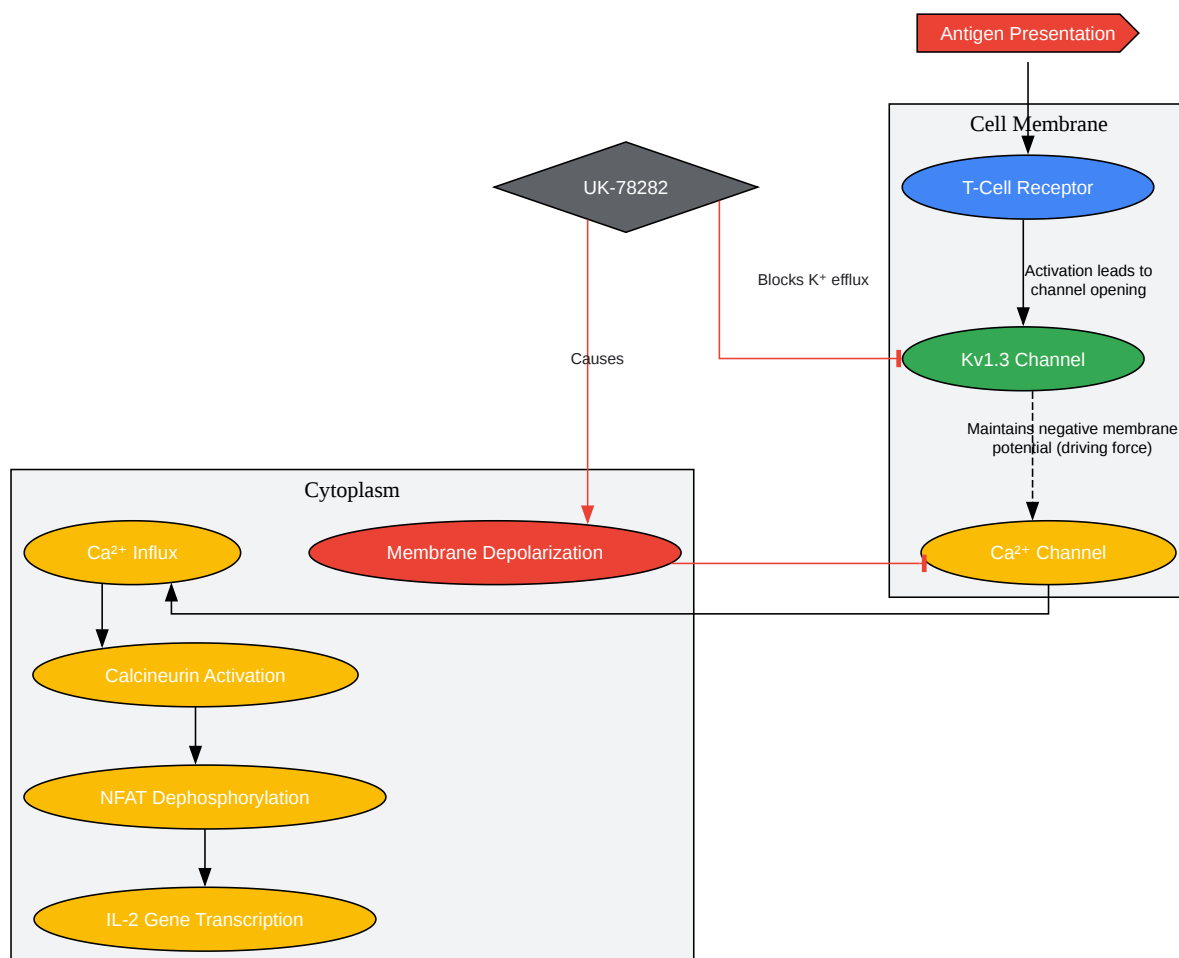 Antigen Presentation
Cell Membrane
UK-78282
T-Cell Receptor
Activation leads to
channel opening
Blocks K⁺ efflux
Causes
Kv1.3 Channel
Maintains negative membrane
potential (driving force)
Cytoplasm
Ca²⁺ Influx
Membrane Depolarization
Ca²⁺ Channel
Calcineurin Activation
NFAT Dephosphorylation
IL-2 Gene Transcription